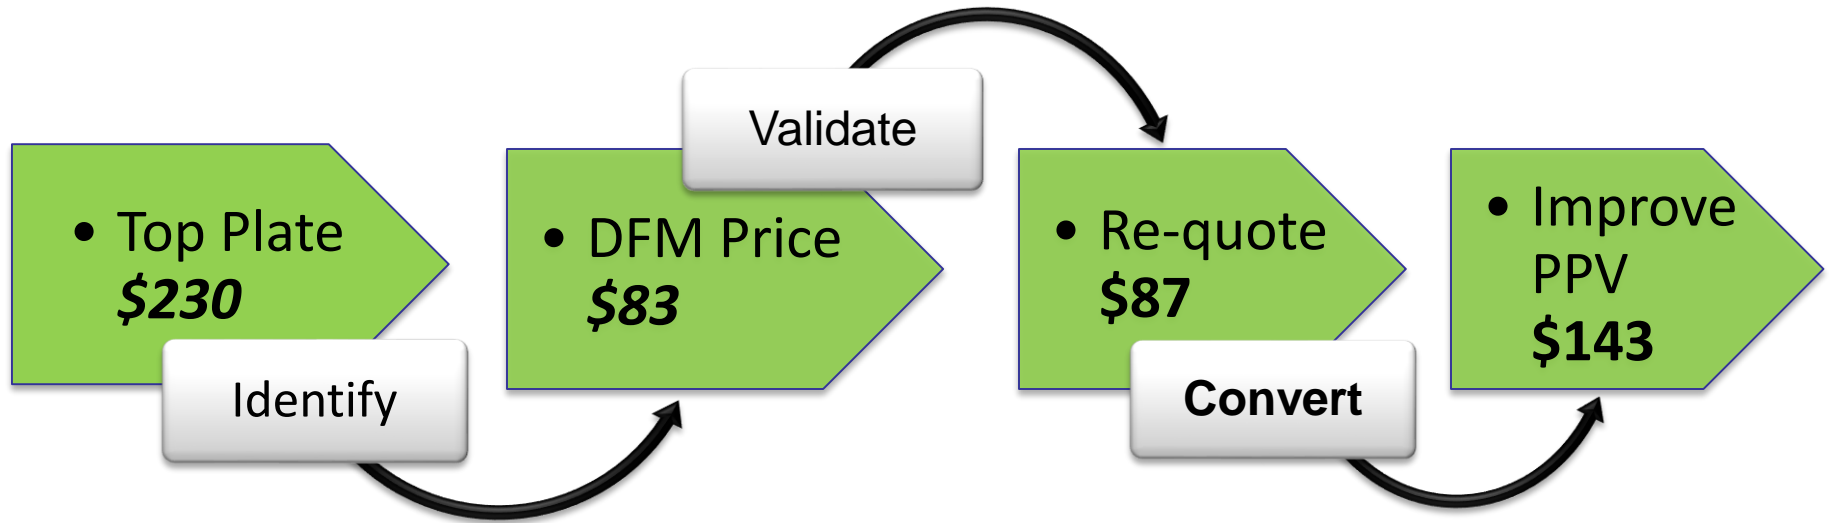 • Top Plate
$230
Identify
• DFM Price
$83
Validate
• Re-quote
$87
Convert
• Improve
PPV
$143